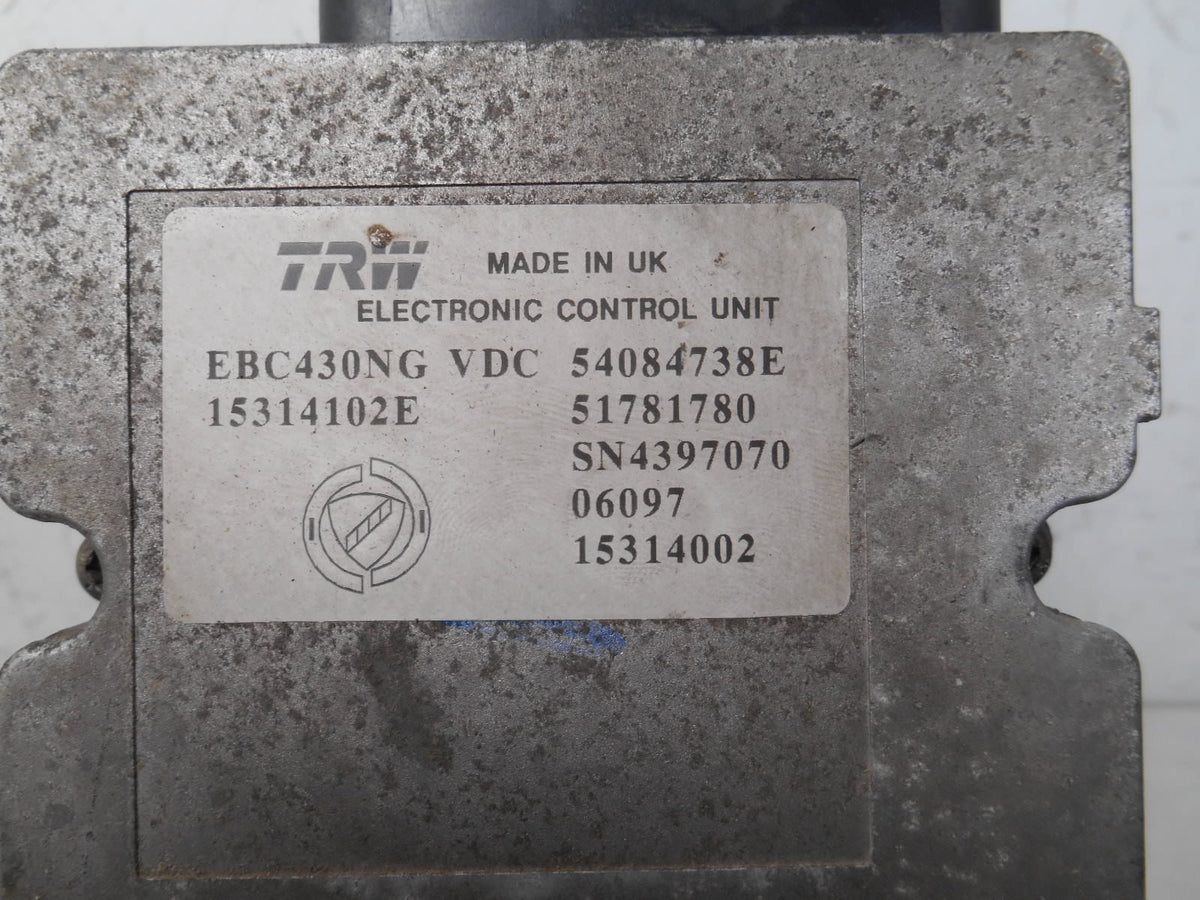 TRW MADE IN UK
ELECTRONIC CONTROL UNIT
EBC430NG VDC 54084738E
15314102E 51781780
SN4397070
06097
15314002